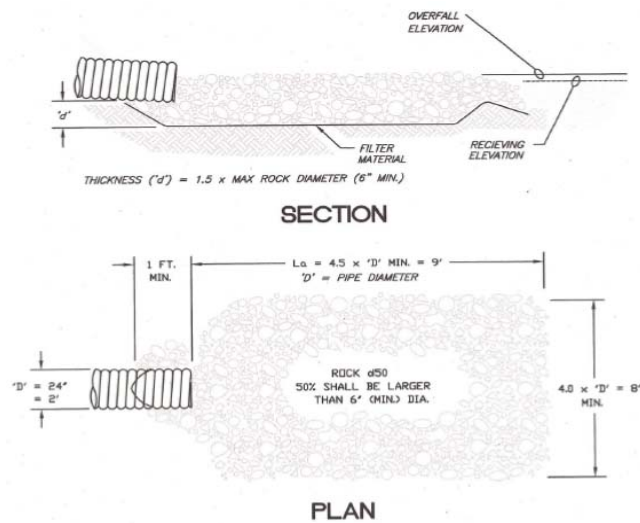 OVERFALL
ELEVATION
"d"
FILTER
MATERIAL
RECIEVING
ELEVATION
THICKNESS ("d") = 1.5 x MAX ROCK DIAMETER (6" MIN.)
SECTION
1 FT.
MIN.
La = 4.5 x 'D' MIN. = 9'
'D' = PIPE DIAMETER
'D' = 24"
= 2'
ROCK d50
50% SHALL BE LARGER
THAN 6" (MIN.) DIA.
4.0 x 'D' = 8'
MIN.
PLAN